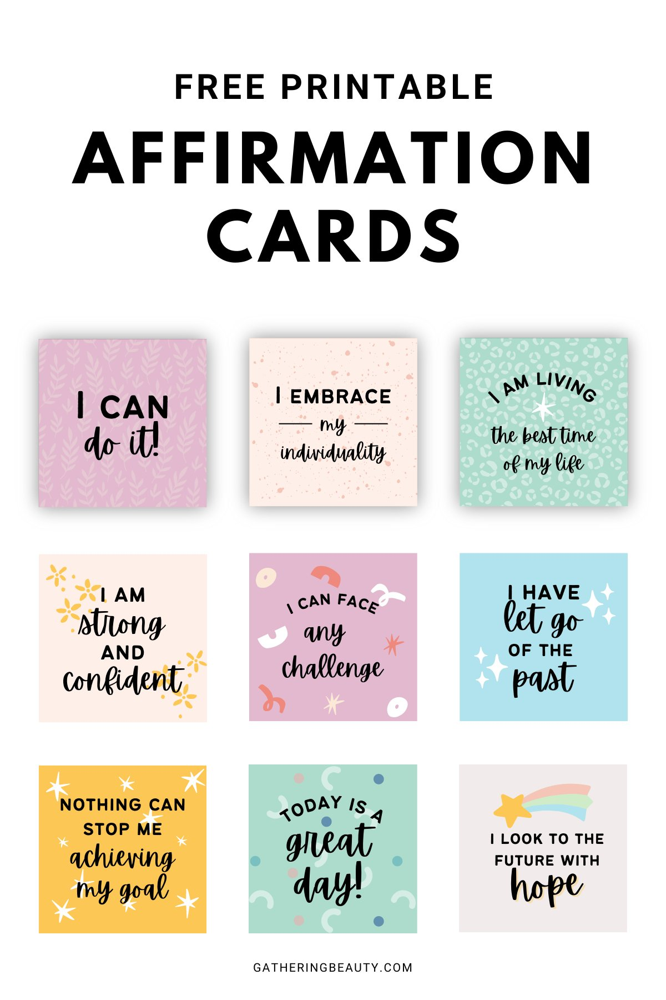 FREE PRINTABLE
AFFIRMATION
CARDS
I CAN
do it!
I EMBRACE
my
individuality
I AM LIVING
the best time
of my life
I AM
strong
AND
confident
I CAN FACE
any
challenge
I HAVE
let go
OF THE
past
NOTHING CAN
STOP ME
achieving
my goal
TODAY IS A
great
day!
I LOOK TO THE
FUTURE WITH
hope
GATHERINGBEAUTY.COM